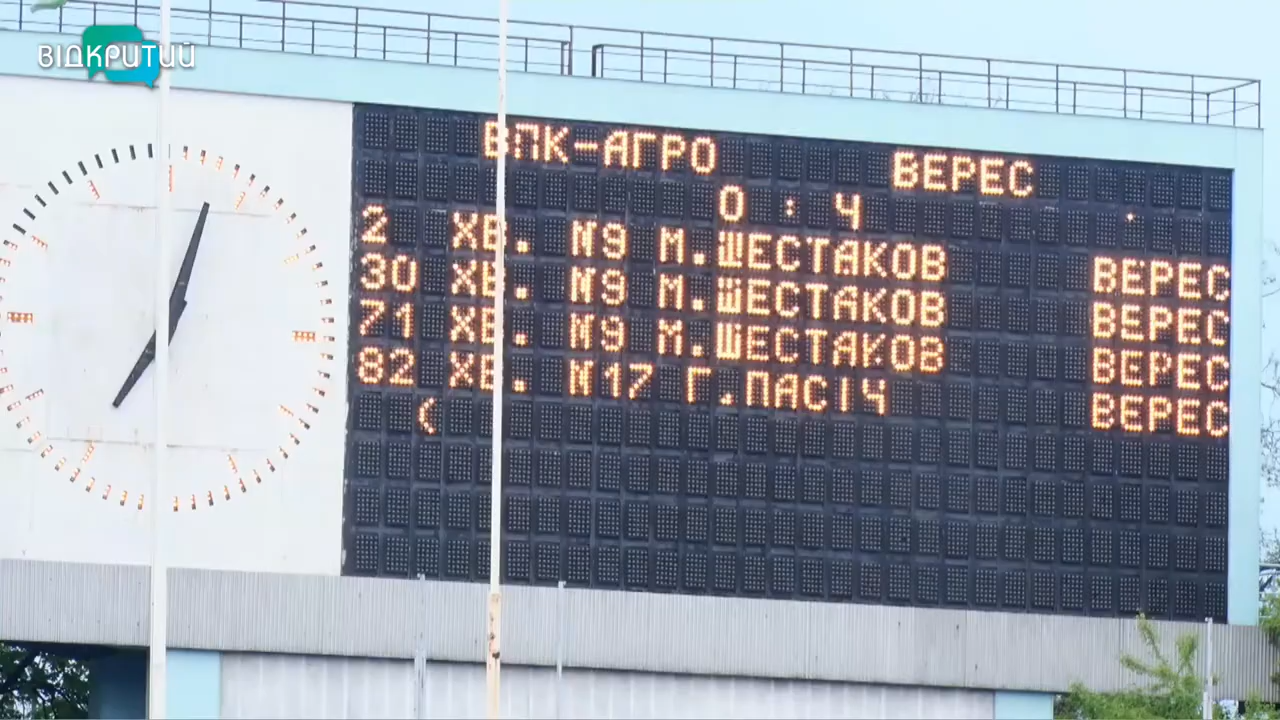 ВІДКРИТИЙ
ВПК-АГРО ВЕРЕС
0 : 4
2 ХВ. №9 М.ШЕСТАКОВ ВЕРЕС
30 ХВ. №9 М.ШЕСТАКОВ ВЕРЕС
71 ХВ. №9 М.ШЕСТАКОВ ВЕРЕС
82 ХВ. №17 Г.ПАСІЧ ВЕРЕС
(